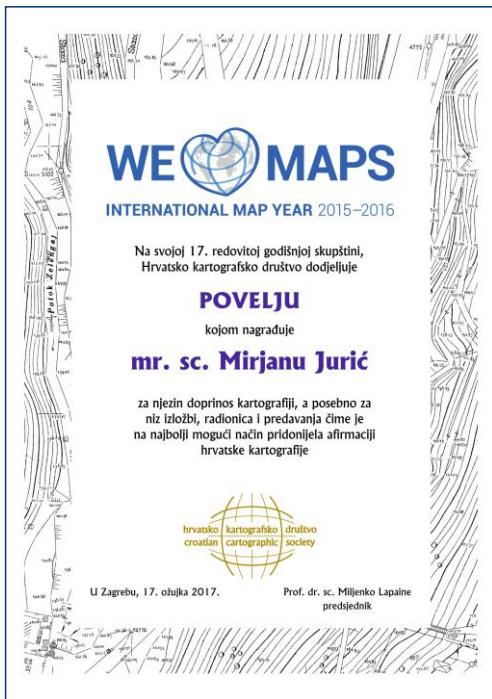 WE MAPS
INTERNATIONAL MAP YEAR 2015–2016
Na svojoj 17. redovitoj godišnjoj skupštini,
Hrvatsko kartografsko društvo dodjeljuje
POVELJU
kojom nagrađuje
mr. sc. Mirjanu Jurić
za njezin doprinos kartografiji, a posebno za
niz izložbi, radionica i predavanja čime je
na najbolji mogući način pridonijela afirmaciji
hrvatske kartografije
hrvatsko kartografsko društvo
croatian cartographic society
U Zagrebu, 17. ožujka 2017.
Prof. dr. sc. Miljenko Lapaine
predsjednik
Potok Zelengaj